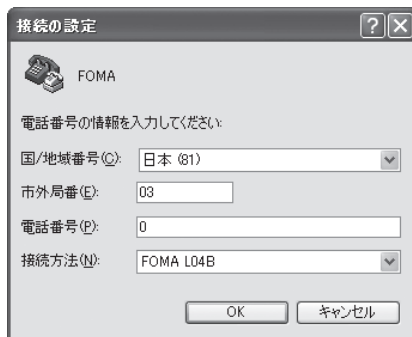 接続の設定
FOMA
電話番号の情報を入力してください:
国/地域番号(C): 日本 (81)
市外局番(E): 03
電話番号(P): 0
接続方法(N): FOMA L04B
OK キャンセル